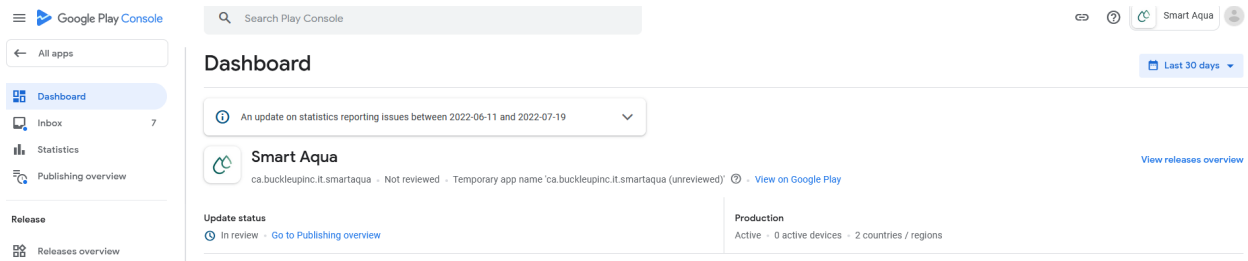 Google Play Console
Search Play Console
Smart Aqua
All apps
Dashboard
Inbox 7
Statistics
Publishing overview
Release
Releases overview
Dashboard
Last 30 days
An update on statistics reporting issues between 2022-06-11 and 2022-07-19
Smart Aqua
View releases overview
ca.buckleupinc.it.smartaqua · Not reviewed · Temporary app name 'ca.buckleupinc.it.smartaqua (unreviewed)' · View on Google Play
Update status
In review · Go to Publishing overview
Production
Active · 0 active devices · 2 countries / regions